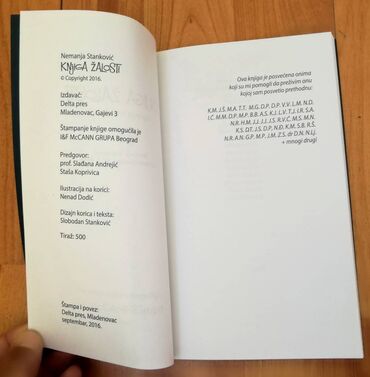 Nemanja Stanković
KNJIGA ŽALOSTI
© Copyright 2016.
Izdavač:
Delta pres
Mladenovac, Gajevi 3
Štampanje knjige omogućila je
I&F McCANN GRUPA Beograd
Predgovor:
prof. Slađana Andrejić
Staša Koprivica
Ilustracija na korici:
Nenad Dodić
Dizajn korica i teksta:
Slobodan Stanković
Tiraž: 500
Štampa i povez:
Delta pres, Mladenovac
septembar, 2016.
Ova knjiga je posvećena onima
koji su mi pomogli da preživim onu
kojoj sam posvetio prethodnu:
K.M. J.Š. M.A. T.T. M.G. D.P. D.P. V.V. L.M. N.D.
I.Ć. M.M. D.P. M.P. B.B. A.S. K.J. L.V. T.J. I.R. S.A.
N.R. H.M. J.J. J.J. J.S. R.V.Ć. M.S. M.N.
K.S. D.T. J.S. D.P. N.Đ. K.M. S.B. R.Š.
N.R. A.N. G.P. M.P. J.M. Z.S. dr D.N. N.I.j.
+ mnogi drugi